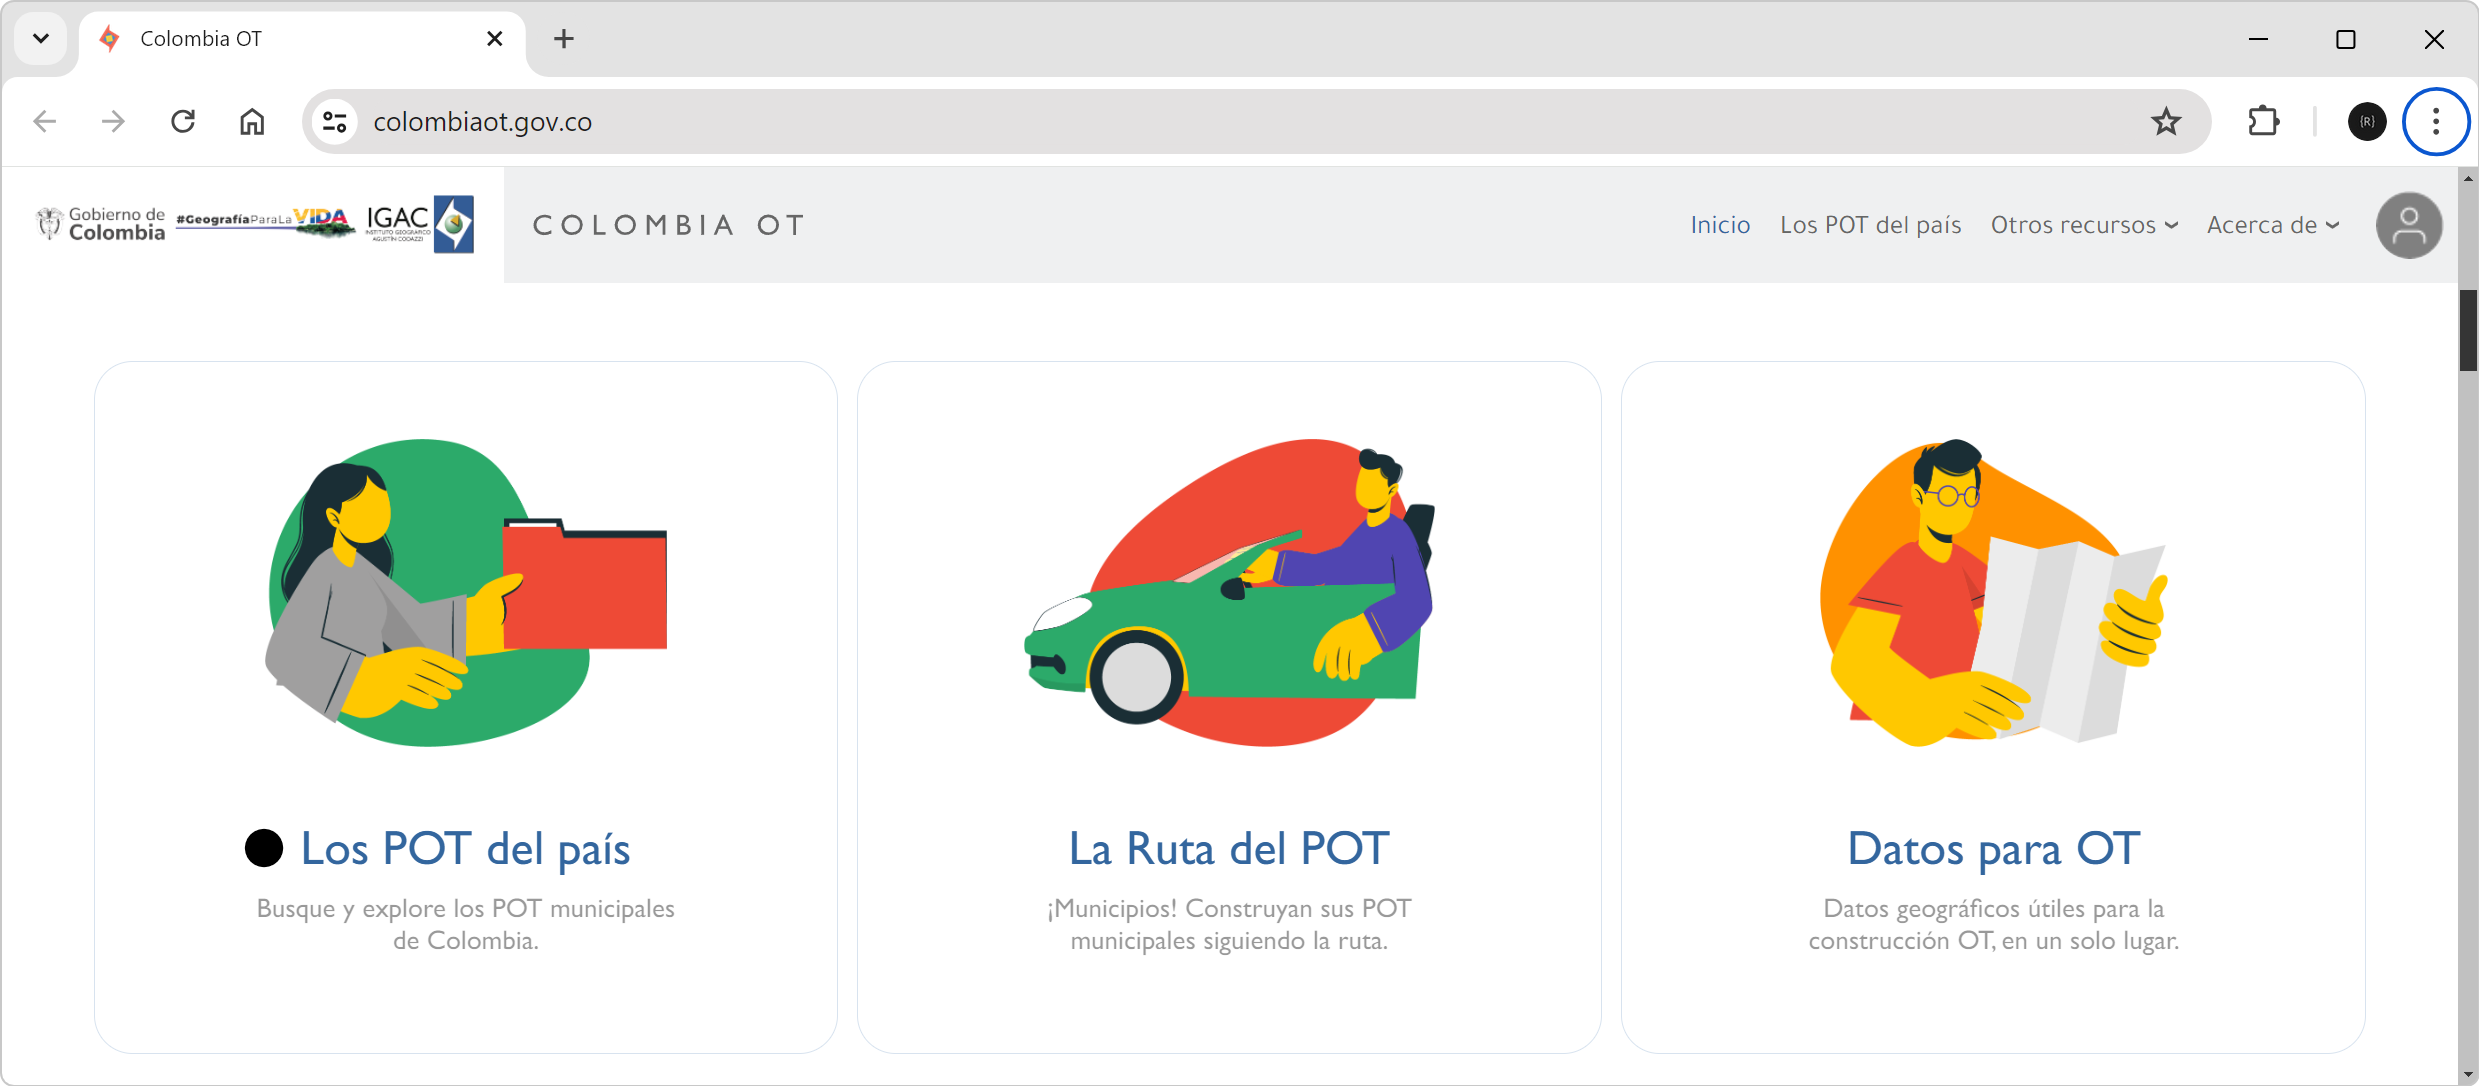 Colombia OT
colombiaot.gov.co
{R}
Gobierno de
Colombia
#GeografíaParaLa VIDA
IGAC
INSTITUTO GEOGRÁFICO
AGUSTÍN CODAZZI
COLOMBIA OT
Inicio
Los POT del país
Otros recursos
Acerca de
Los POT del país
Busque y explore los POT municipales
de Colombia.
La Ruta del POT
¡Municipios! Construyan sus POT
municipales siguiendo la ruta.
Datos para OT
Datos geográficos útiles para la
construcción OT, en un solo lugar.